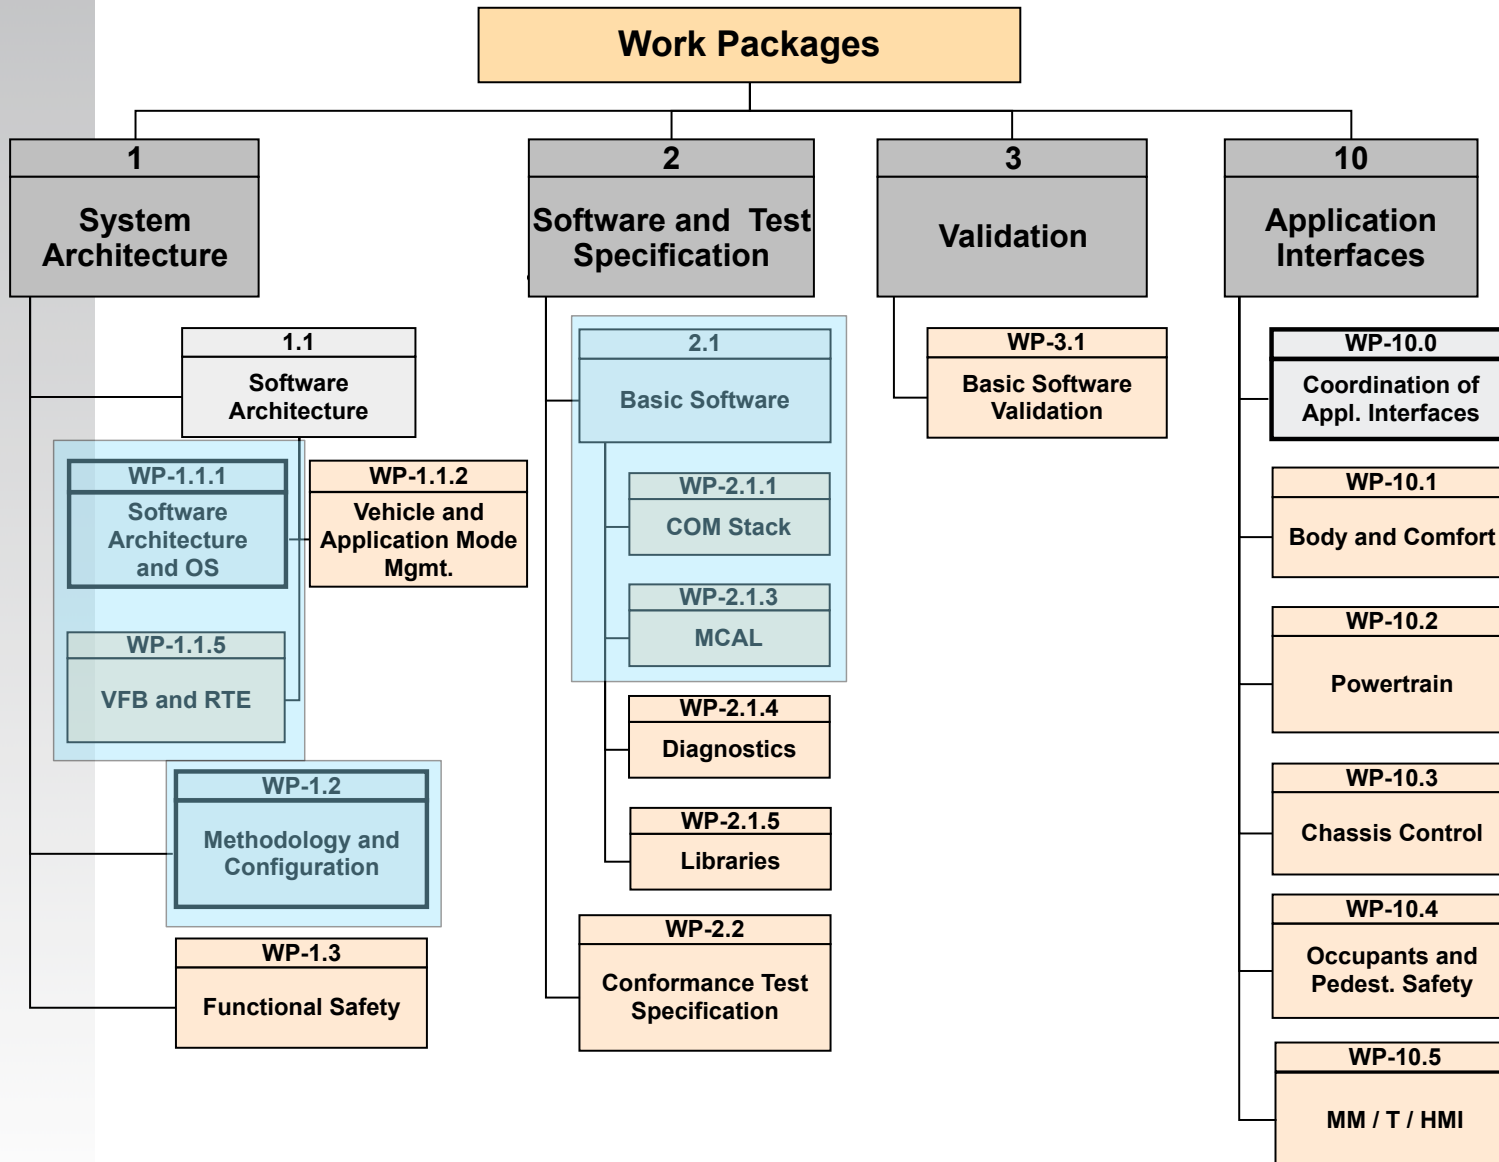 Work Packages
1
System
Architecture
1.1
Software
Architecture
WP-1.1.1
Software
Architecture
and OS
WP-1.1.2
Vehicle and
Application Mode
Mgmt.
WP-1.1.5
VFB and RTE
WP-1.2
Methodology and
Configuration
WP-1.3
Functional Safety
2
Software and Test
Specification
2.1
Basic Software
WP-2.1.1
COM Stack
WP-2.1.3
MCAL
WP-2.1.4
Diagnostics
WP-2.1.5
Libraries
WP-2.2
Conformance Test
Specification
3
Validation
WP-3.1
Basic Software
Validation
10
Application
Interfaces
WP-10.0
Coordination of
Appl. Interfaces
WP-10.1
Body and Comfort
WP-10.2
Powertrain
WP-10.3
Chassis Control
WP-10.4
Occupants and
Pedest. Safety
WP-10.5
MM / T / HMI